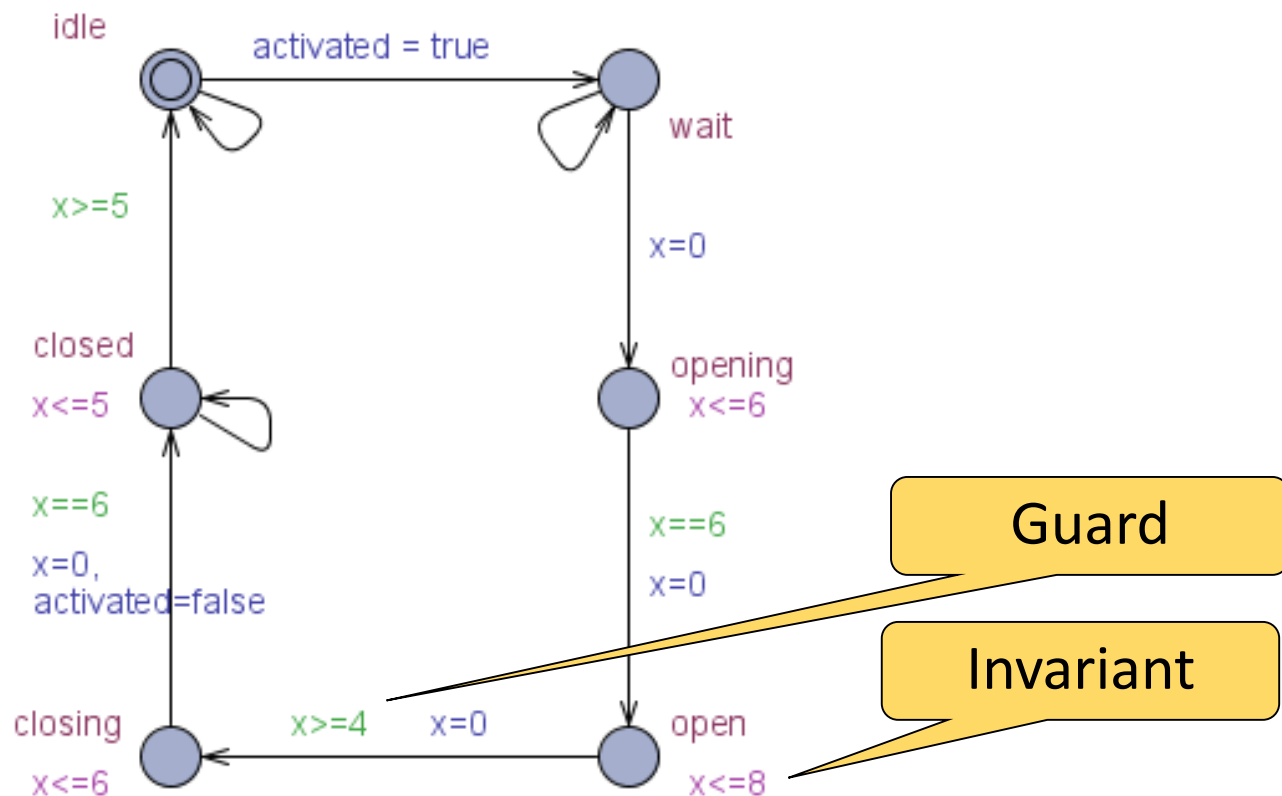 idle
activated = true
wait
x>=5
x=0
closed
x<=5
opening
x<=6
x==6
x=0,
activated=false
x==6
x=0
Guard
Invariant
closing
x<=6
x>=4
x=0
open
x<=8